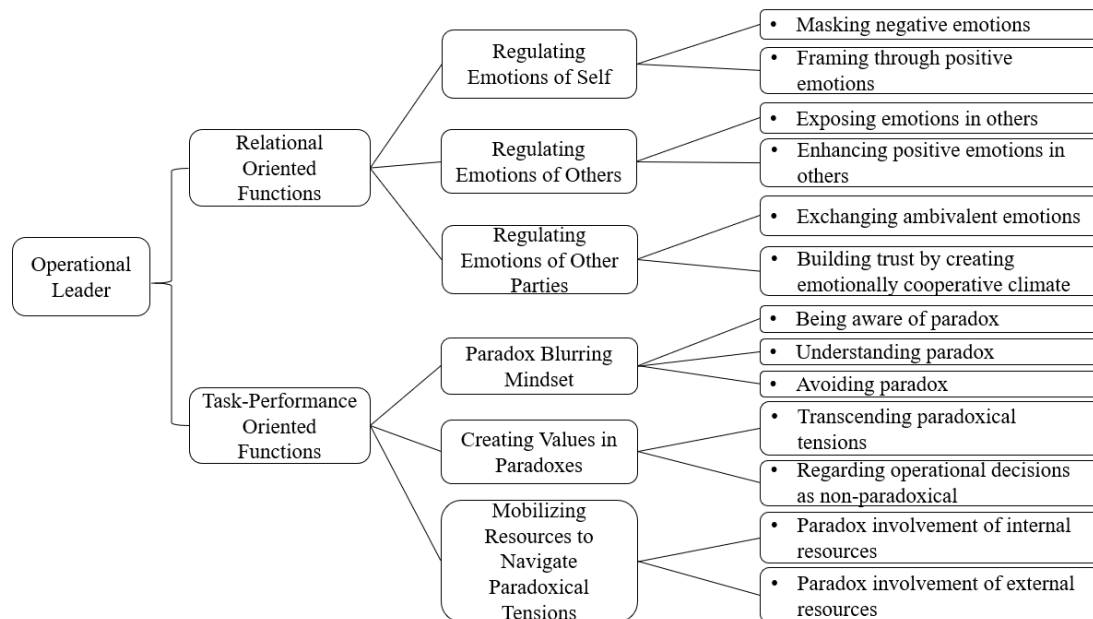 Operational
Leader
Relational
Oriented
Functions
Task-Performance
Oriented
Functions
Regulating
Emotions of Self
Regulating
Emotions of Others
Regulating
Emotions of Other
Parties
Paradox Blurring
Mindset
Creating Values in
Paradoxes
Mobilizing
Resources to
Navigate
Paradoxical
Tensions
• Masking negative emotions
• Framing through positive
emotions
• Exposing emotions in others
• Enhancing positive emotions in
others
• Exchanging ambivalent emotions
• Building trust by creating
emotionally cooperative climate
• Being aware of paradox
• Understanding paradox
• Avoiding paradox
• Transcending paradoxical
tensions
• Regarding operational decisions
as non-paradoxical
• Paradox involvement of internal
resources
• Paradox involvement of external
resources